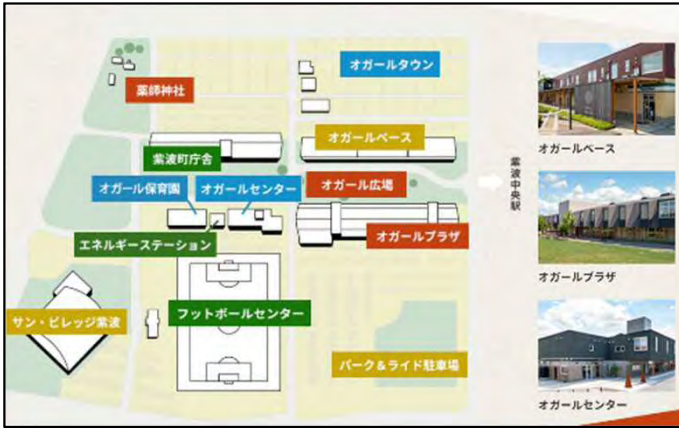 オガールタウン
薬師神社
オガールベース
紫波町庁舎
オガール保育園
オガールセンター
オガール広場
エネルギーステーション
オガールプラザ
サン・ビレッジ紫波
フットボールセンター
パーク＆ライド駐車場
紫波中央駅
オガールベース
オガールプラザ
オガールセンター